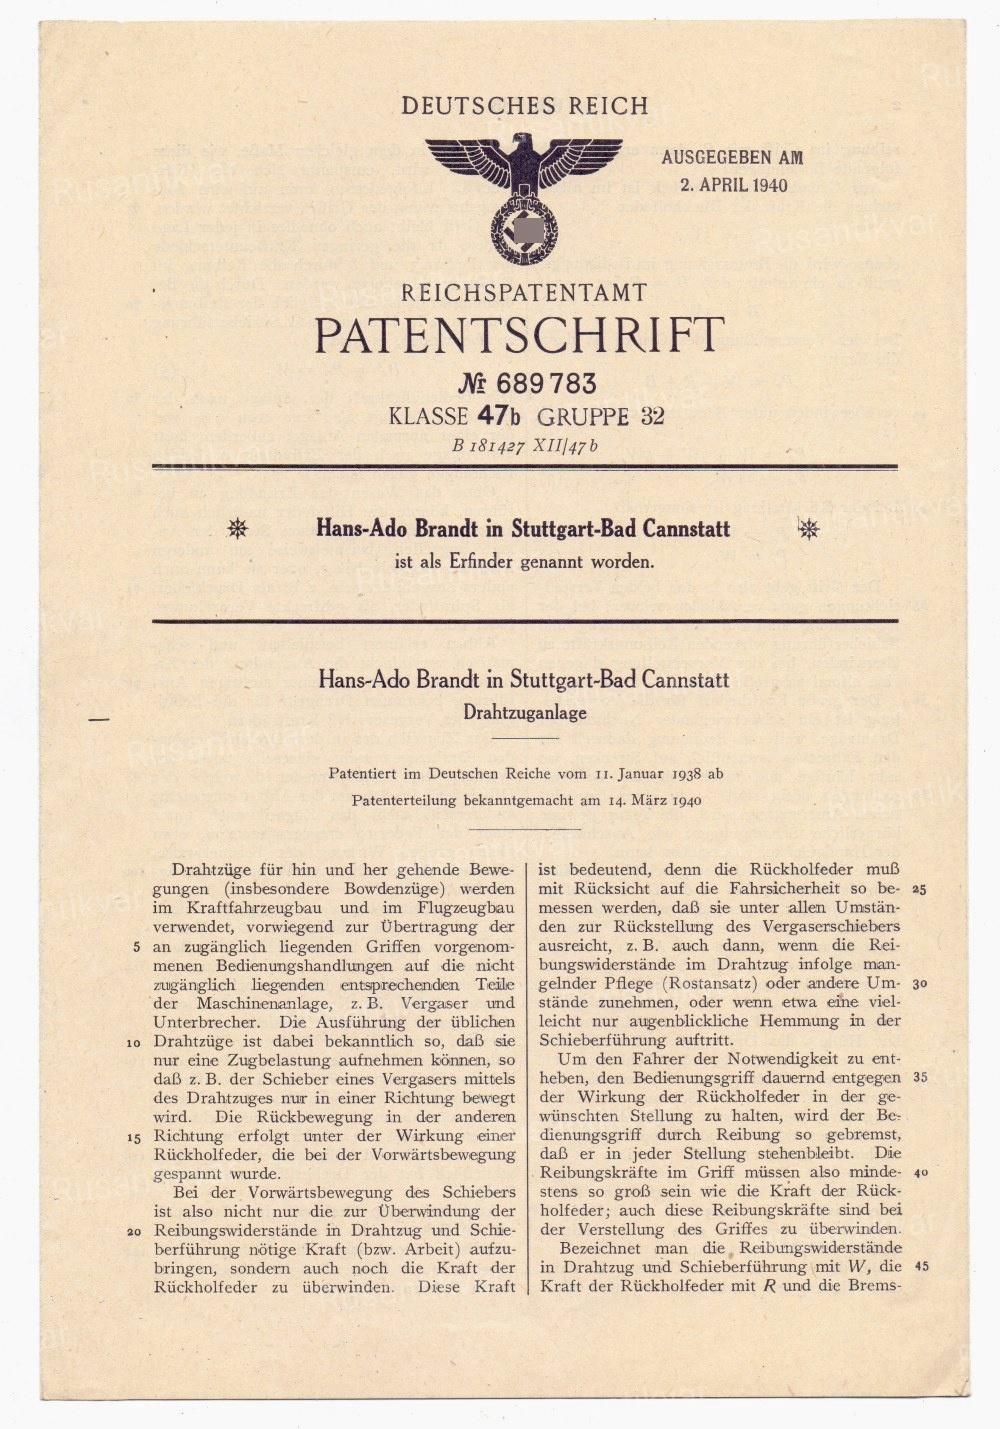 DEUTSCHES REICH
AUSGEGEBEN AM
2. APRIL 1940
REICHSPATENTAMT
PATENTSCHRIFT
№ 689783
KLASSE 47b GRUPPE 32
B 181427 XII/47b
Hans-Ado Brandt in Stuttgart-Bad Cannstatt
ist als Erfinder genannt worden.
Hans-Ado Brandt in Stuttgart-Bad Cannstatt
Drahtzuganlage
Patentiert im Deutschen Reiche vom 11. Januar 1938 ab
Patenterteilung bekanntgemacht am 14. März 1940
Drahtzüge für hin und her gehende Bewe-
gungen (insbesondere Bowdenzüge) werden
im Kraftfahrzeugbau und im Flugzeugbau
verwendet, vorwiegend zur Übertragung der
5 an zugänglich liegenden Griffen vorgenom-
menen Bedienungshandlungen auf die nicht
zugänglich liegenden entsprechenden Teile
der Maschinenanlage, z. B. Vergaser und
Unterbrecher. Die Ausführung der üblichen
10 Drahtzüge ist dabei bekanntlich so, daß sie
nur eine Zugbelastung aufnehmen können, so
daß z. B. der Schieber eines Vergasers mittels
des Drahtzuges nur in einer Richtung bewegt
wird. Die Rückbewegung in der anderen
15 Richtung erfolgt unter der Wirkung einer
Rückholfeder, die bei der Vorwärtsbewegung
gespannt wurde.
Bei der Vorwärtsbewegung des Schiebers
ist also nicht nur die zur Überwindung der
20 Reibungswiderstände in Drahtzug und Schie-
berführung nötige Kraft (bzw. Arbeit) aufzu-
bringen, sondern auch noch die Kraft der
Rückholfeder zu überwinden. Diese Kraft
ist bedeutend, denn die Rückholfeder muß
mit Rücksicht auf die Fahrsicherheit so be- 25
messen werden, daß sie unter allen Umstän-
den zur Rückstellung des Vergaserschiebers
ausreicht, z. B. auch dann, wenn die Rei-
bungswiderstände im Drahtzug infolge man-
gelnder Pflege (Rostansatz) oder andere Um- 30
stände zunehmen, oder wenn etwa eine viel-
leicht nur augenblickliche Hemmung in der
Schieberführung auftritt.
Um den Fahrer der Notwendigkeit zu ent-
heben, den Bedienungsgriff dauernd entgegen 35
der Wirkung der Rückholfeder in der ge-
wünschten Stellung zu halten, wird der Be-
dienungsgriff durch Reibung so gebremst,
daß er in jeder Stellung stehenbleibt. Die
Reibungskräfte im Griff müssen also minde- 40
stens so groß sein wie die Kraft der Rück-
holfeder; auch diese Reibungskräfte sind bei
der Verstellung des Griffes zu überwinden.
Bezeichnet man die Reibungswiderstände
in Drahtzug und Schieberführung mit W, die 45
Kraft der Rückholfeder mit R und die Brems-